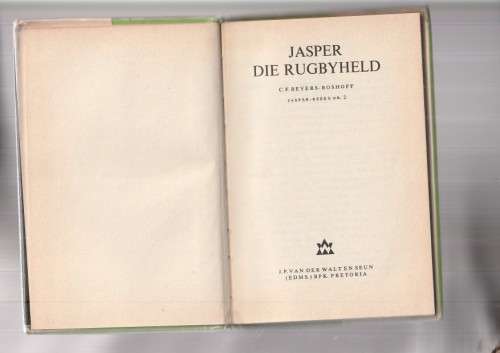 JASPER
DIE RUGBYHELD
C.F. BEYERS-BOSHOFF
JASPER-REEKS NR. 2
J.P. VAN DER WALT EN SEUN
(EDMS.) BPK. PRETORIA